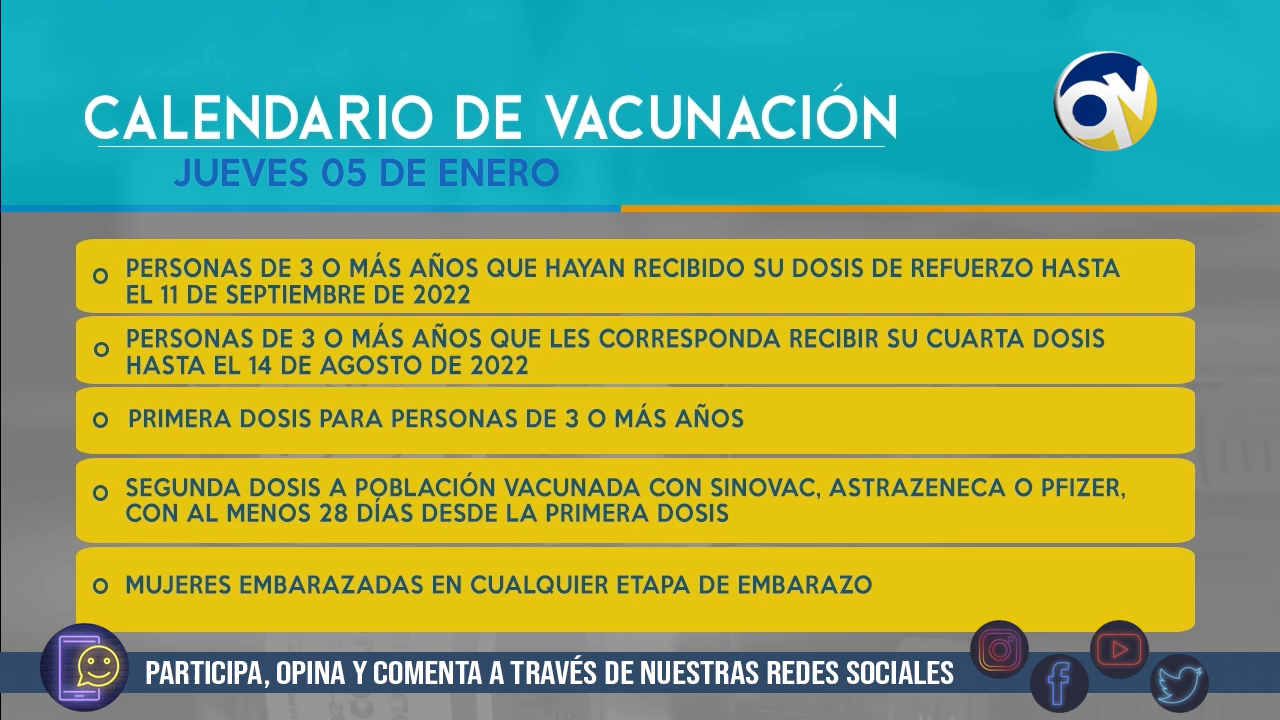 CALENDARIO DE VACUNACIÓN
JUEVES 05 DE ENERO
PERSONAS DE 3 O MÁS AÑOS QUE HAYAN RECIBIDO SU DOSIS DE REFUERZO HASTA
EL 11 DE SEPTIEMBRE DE 2022
PERSONAS DE 3 O MÁS AÑOS QUE LES CORRESPONDA RECIBIR SU CUARTA DOSIS
HASTA EL 14 DE AGOSTO DE 2022
PRIMERA DOSIS PARA PERSONAS DE 3 O MÁS AÑOS
SEGUNDA DOSIS A POBLACIÓN VACUNADA CON SINOVAC, ASTRAZENECA O PFIZER,
CON AL MENOS 28 DÍAS DESDE LA PRIMERA DOSIS
MUJERES EMBARAZADAS EN CUALQUIER ETAPA DE EMBARAZO
PARTICIPA, OPINA Y COMENTA A TRAVÉS DE NUESTRAS REDES SOCIALES